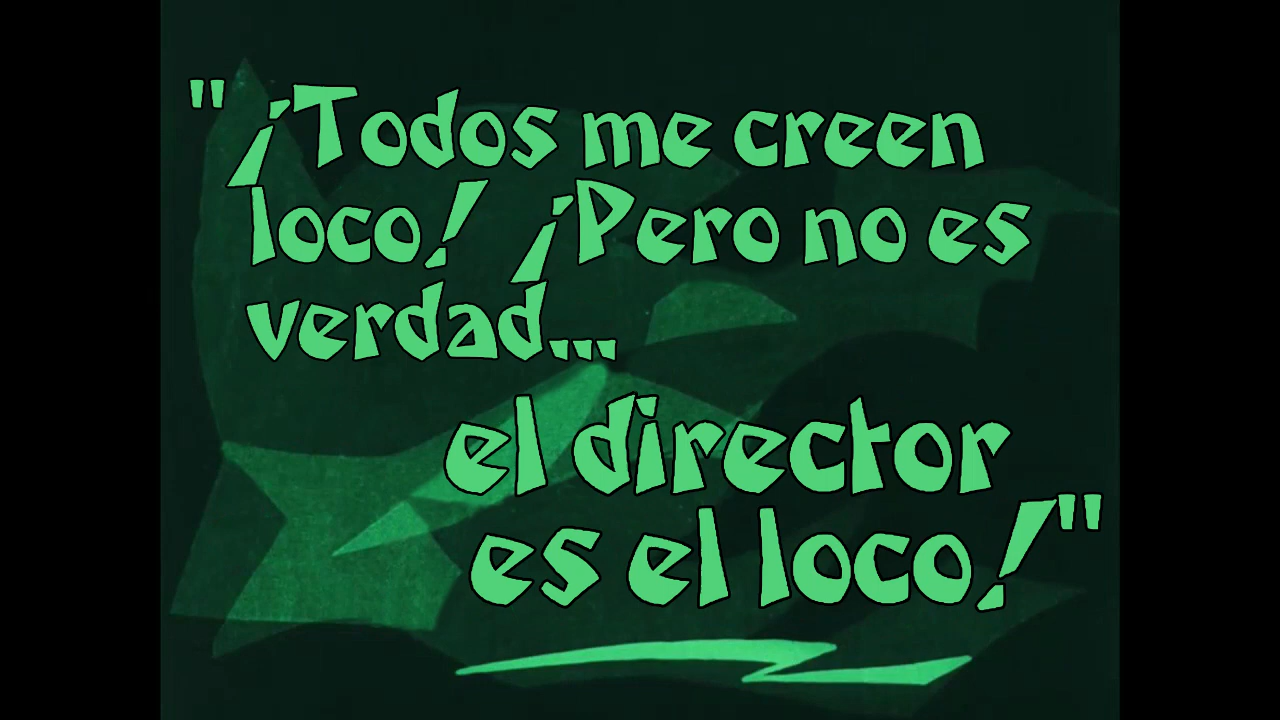 "¡Todos me creen
loco! ¡Pero no es
verdad...
el director
es el loco!"